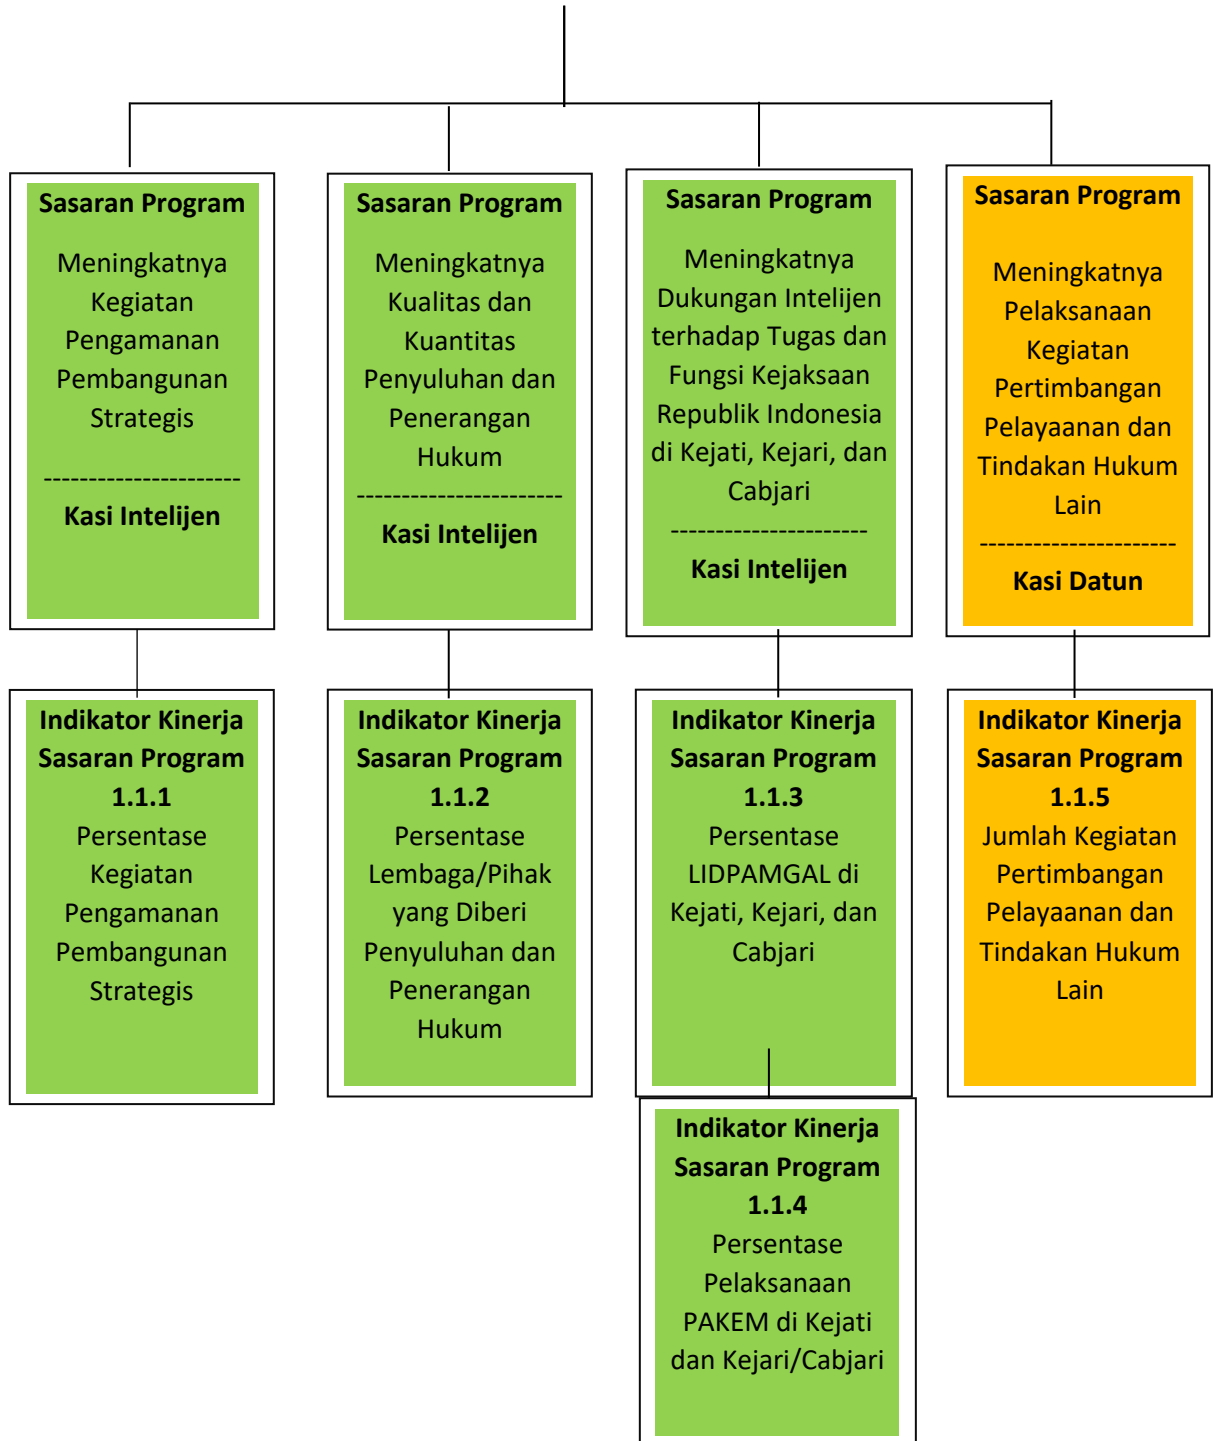 Sasaran Program
Meningkatnya
Kegiatan
Pengamanan
Pembangunan
Strategis
----------------------
Kasi Intelijen
Sasaran Program
Meningkatnya
Kualitas dan
Kuantitas
Penyuluhan dan
Penerangan
Hukum
-----------------------
Kasi Intelijen
Sasaran Program
Meningkatnya
Dukungan Intelijen
terhadap Tugas dan
Fungsi Kejaksaan
Republik Indonesia
di Kejati, Kejari, dan
Cabjari
----------------------
Kasi Intelijen
Sasaran Program
Meningkatnya
Pelaksanaan
Kegiatan
Pertimbangan
Pelayaanan dan
Tindakan Hukum
Lain
----------------------
Kasi Datun
Indikator Kinerja
Sasaran Program
1.1.1
Persentase
Kegiatan
Pengamanan
Pembangunan
Strategis
Indikator Kinerja
Sasaran Program
1.1.2
Persentase
Lembaga/Pihak
yang Diberi
Penyuluhan dan
Penerangan
Hukum
Indikator Kinerja
Sasaran Program
1.1.3
Persentase
LIDPAMGAL di
Kejati, Kejari, dan
Cabjari
Indikator Kinerja
Sasaran Program
1.1.5
Jumlah Kegiatan
Pertimbangan
Pelayaanan dan
Tindakan Hukum
Lain
Indikator Kinerja
Sasaran Program
1.1.4
Persentase
Pelaksanaan
PAKEM di Kejati
dan Kejari/Cabjari